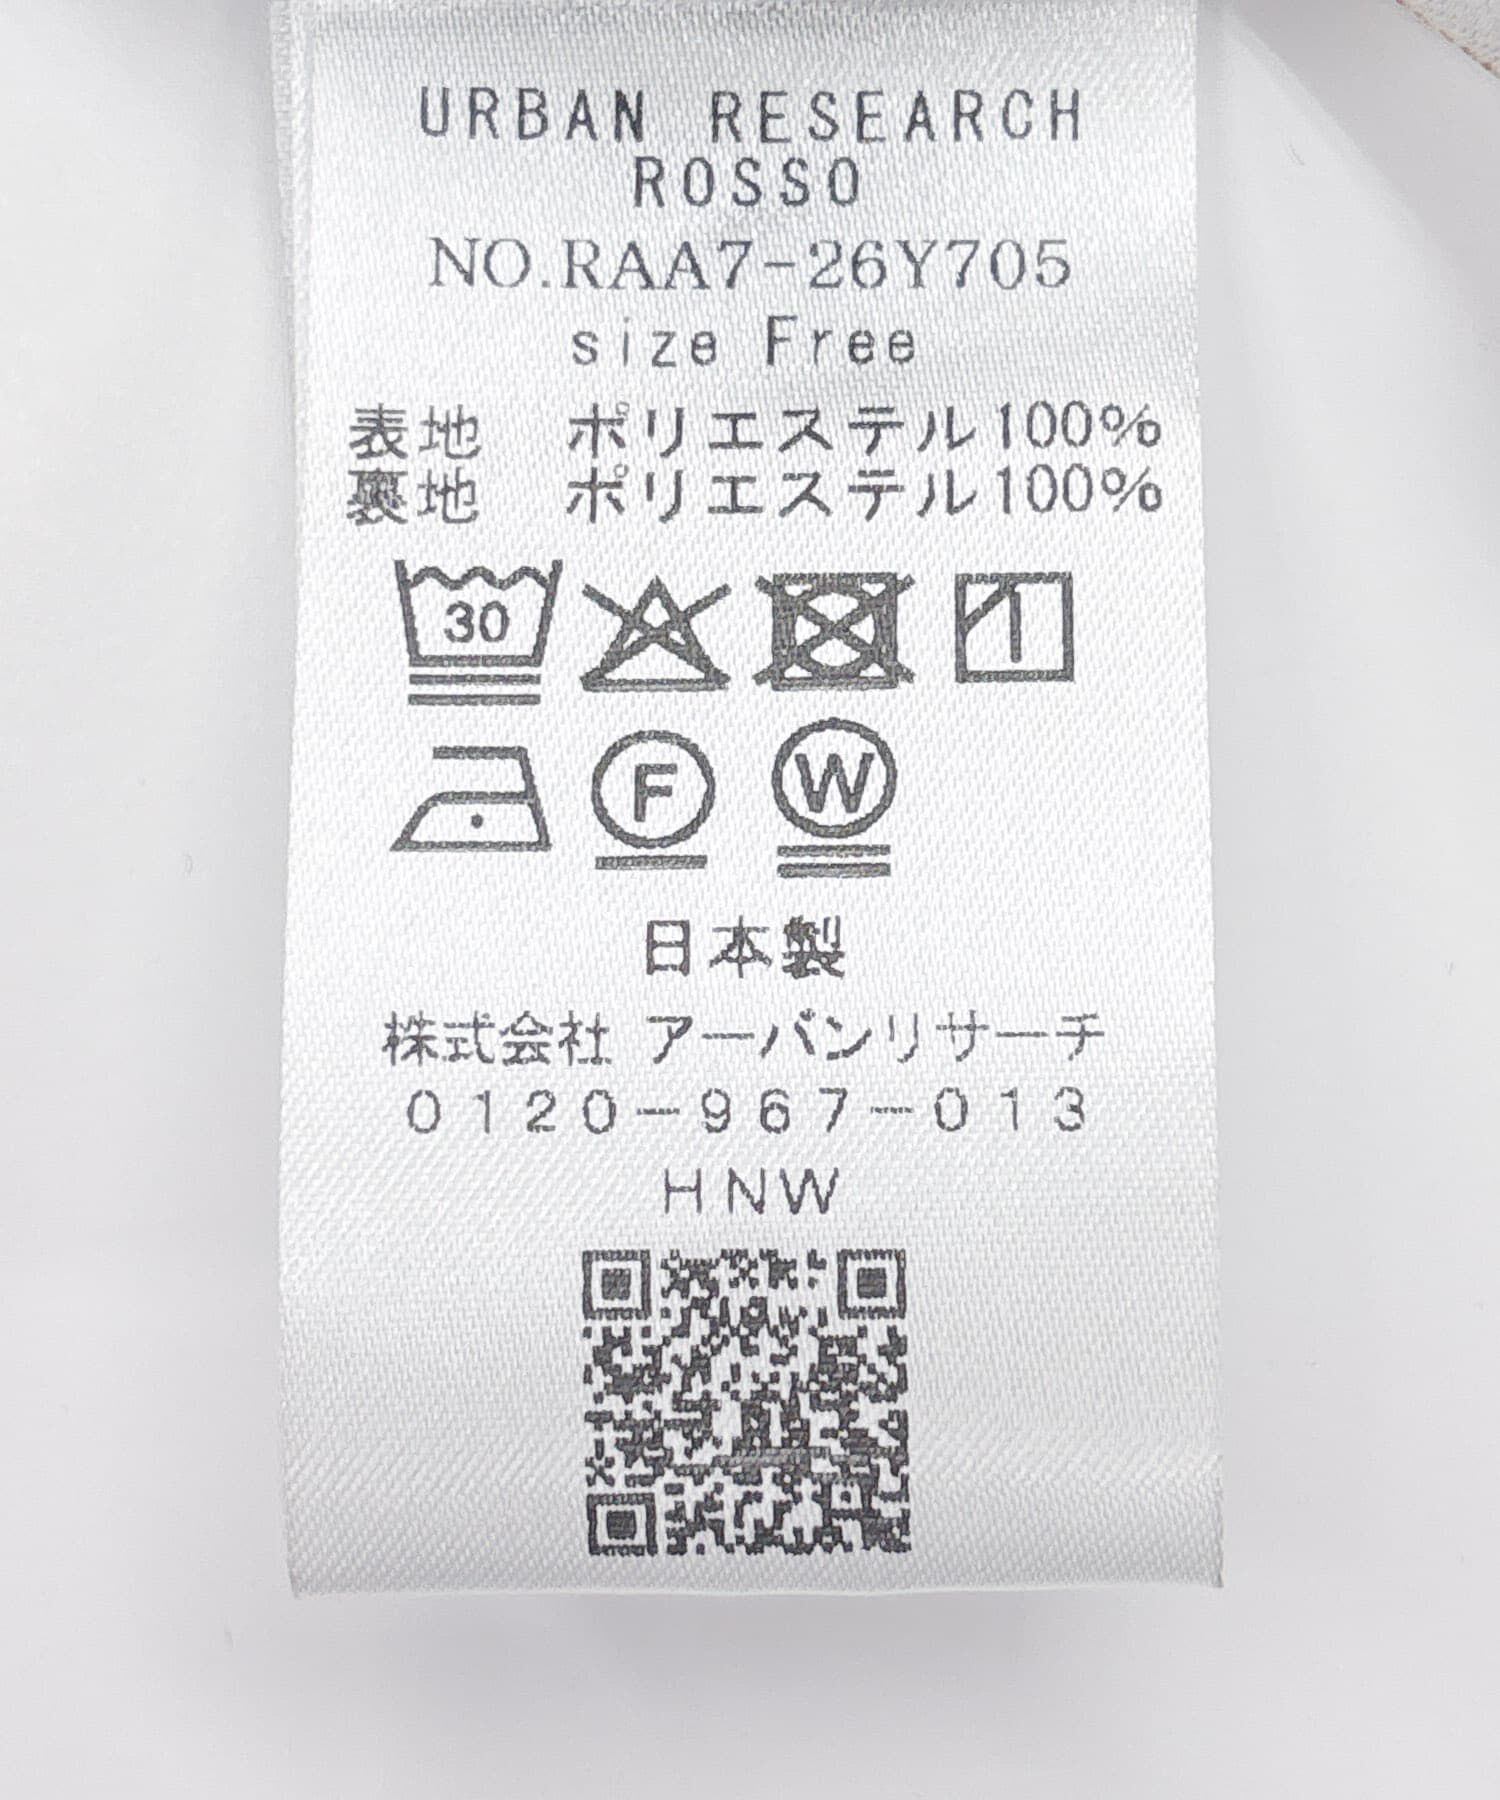 URBAN RESEARCH
ROSSO
NO.RAA7-26Y705
size Free
表地 ポリエステル100%
裏地 ポリエステル100%
30
F W
日本製
株式会社 アーバンリサーチ
0120-967-013
HNW